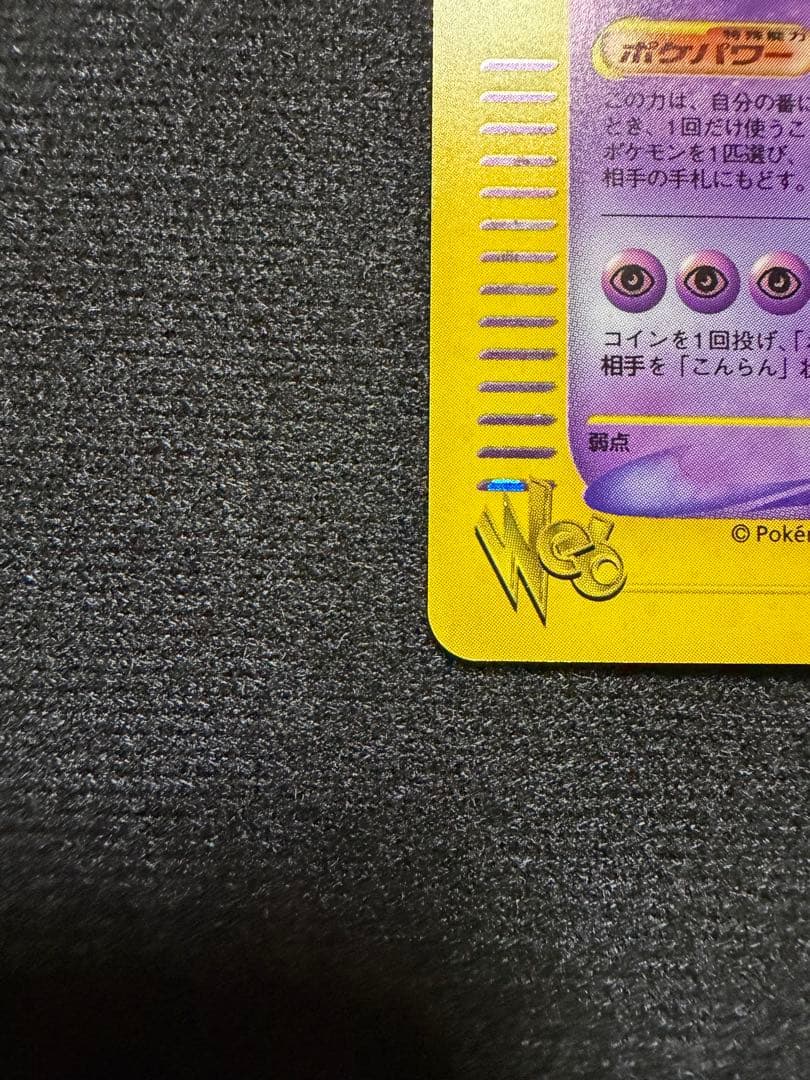 特殊能力
ポケパワー
この力は、自分の番に
とき、1回だけ使うこ
ポケモンを1匹選び、
相手の手札にもどす。
コインを1回投げ、「
相手を「こんらん」状
弱点
© Pokém
Web